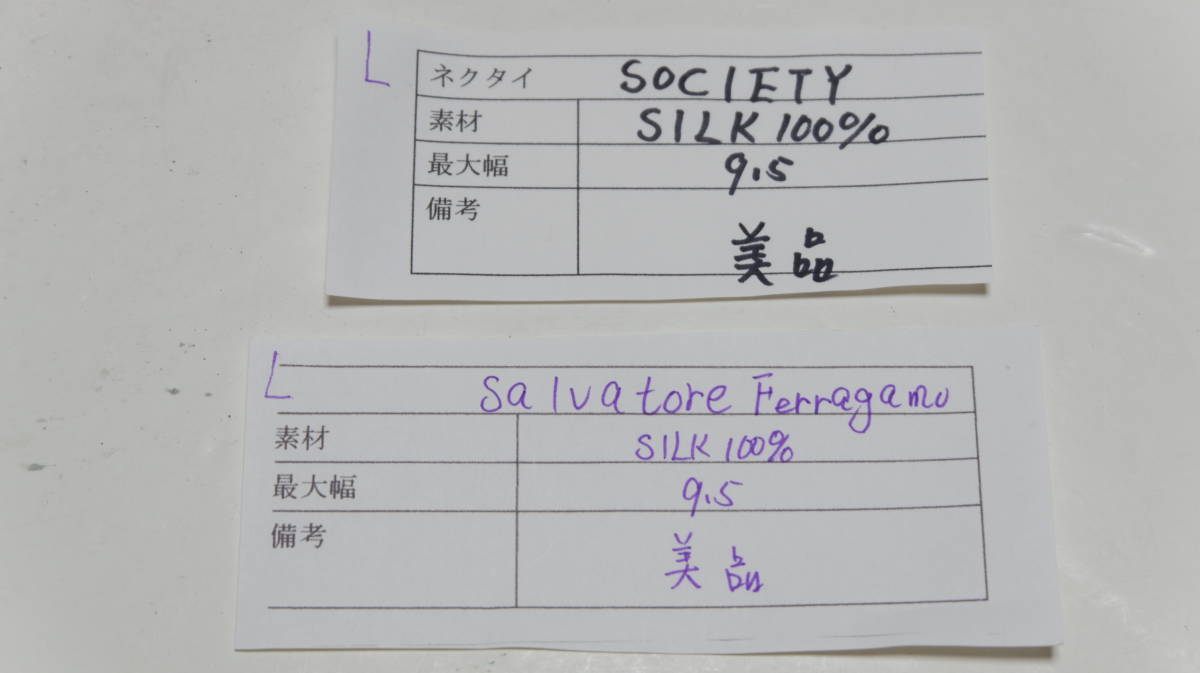 L
ネクタイ SOCIETY
素材 SILK 100%
最大幅 9.5
備考
美品
L
Salvatore Ferragamo
素材 SILK 100%
最大幅 9.5
備考
美品